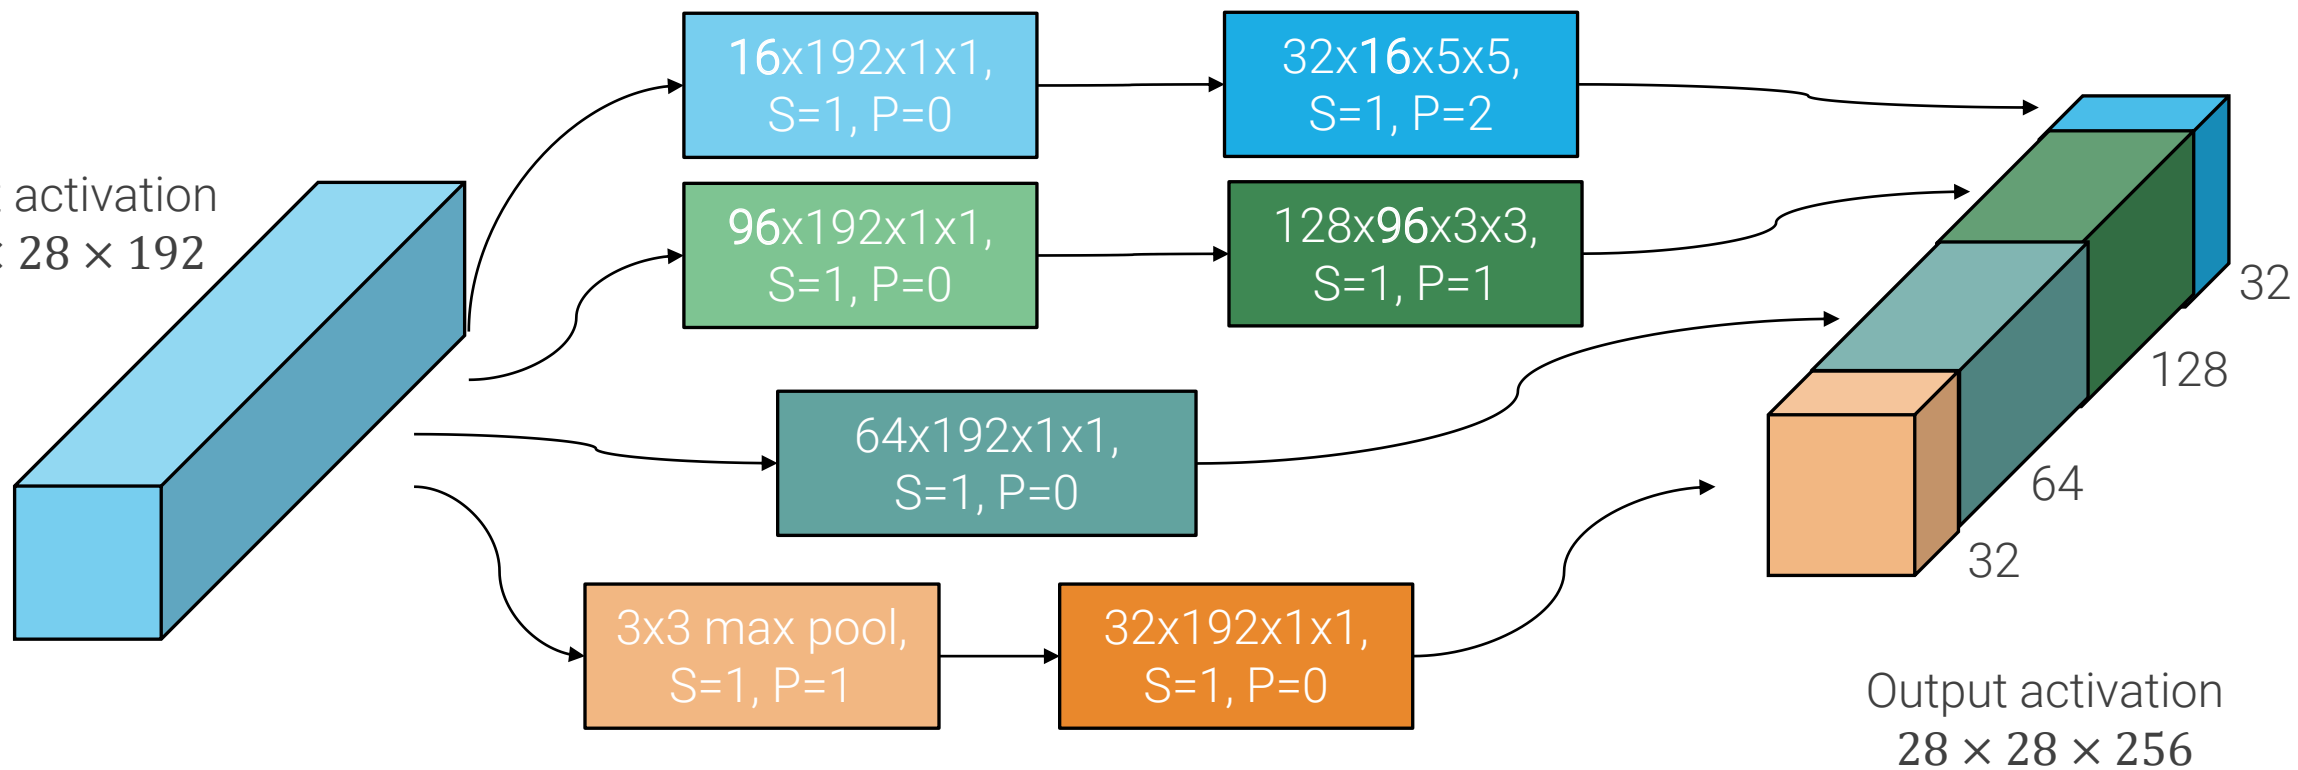 activation
28 × 192
16x192x1x1,
S=1, P=0
32x16x5x5,
S=1, P=2
96x192x1x1,
S=1, P=0
128x96x3x3,
S=1, P=1
64x192x1x1,
S=1, P=0
3x3 max pool,
S=1, P=1
32x192x1x1,
S=1, P=0
32
128
64
32
Output activation
28 × 28 × 256